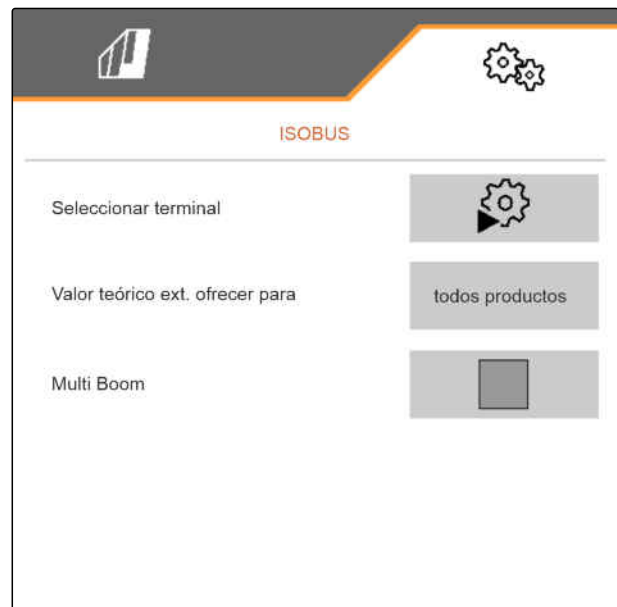 ISOBUS
Seleccionar terminal
Valor teórico ext. ofrecer para
todos productos
Multi Boom